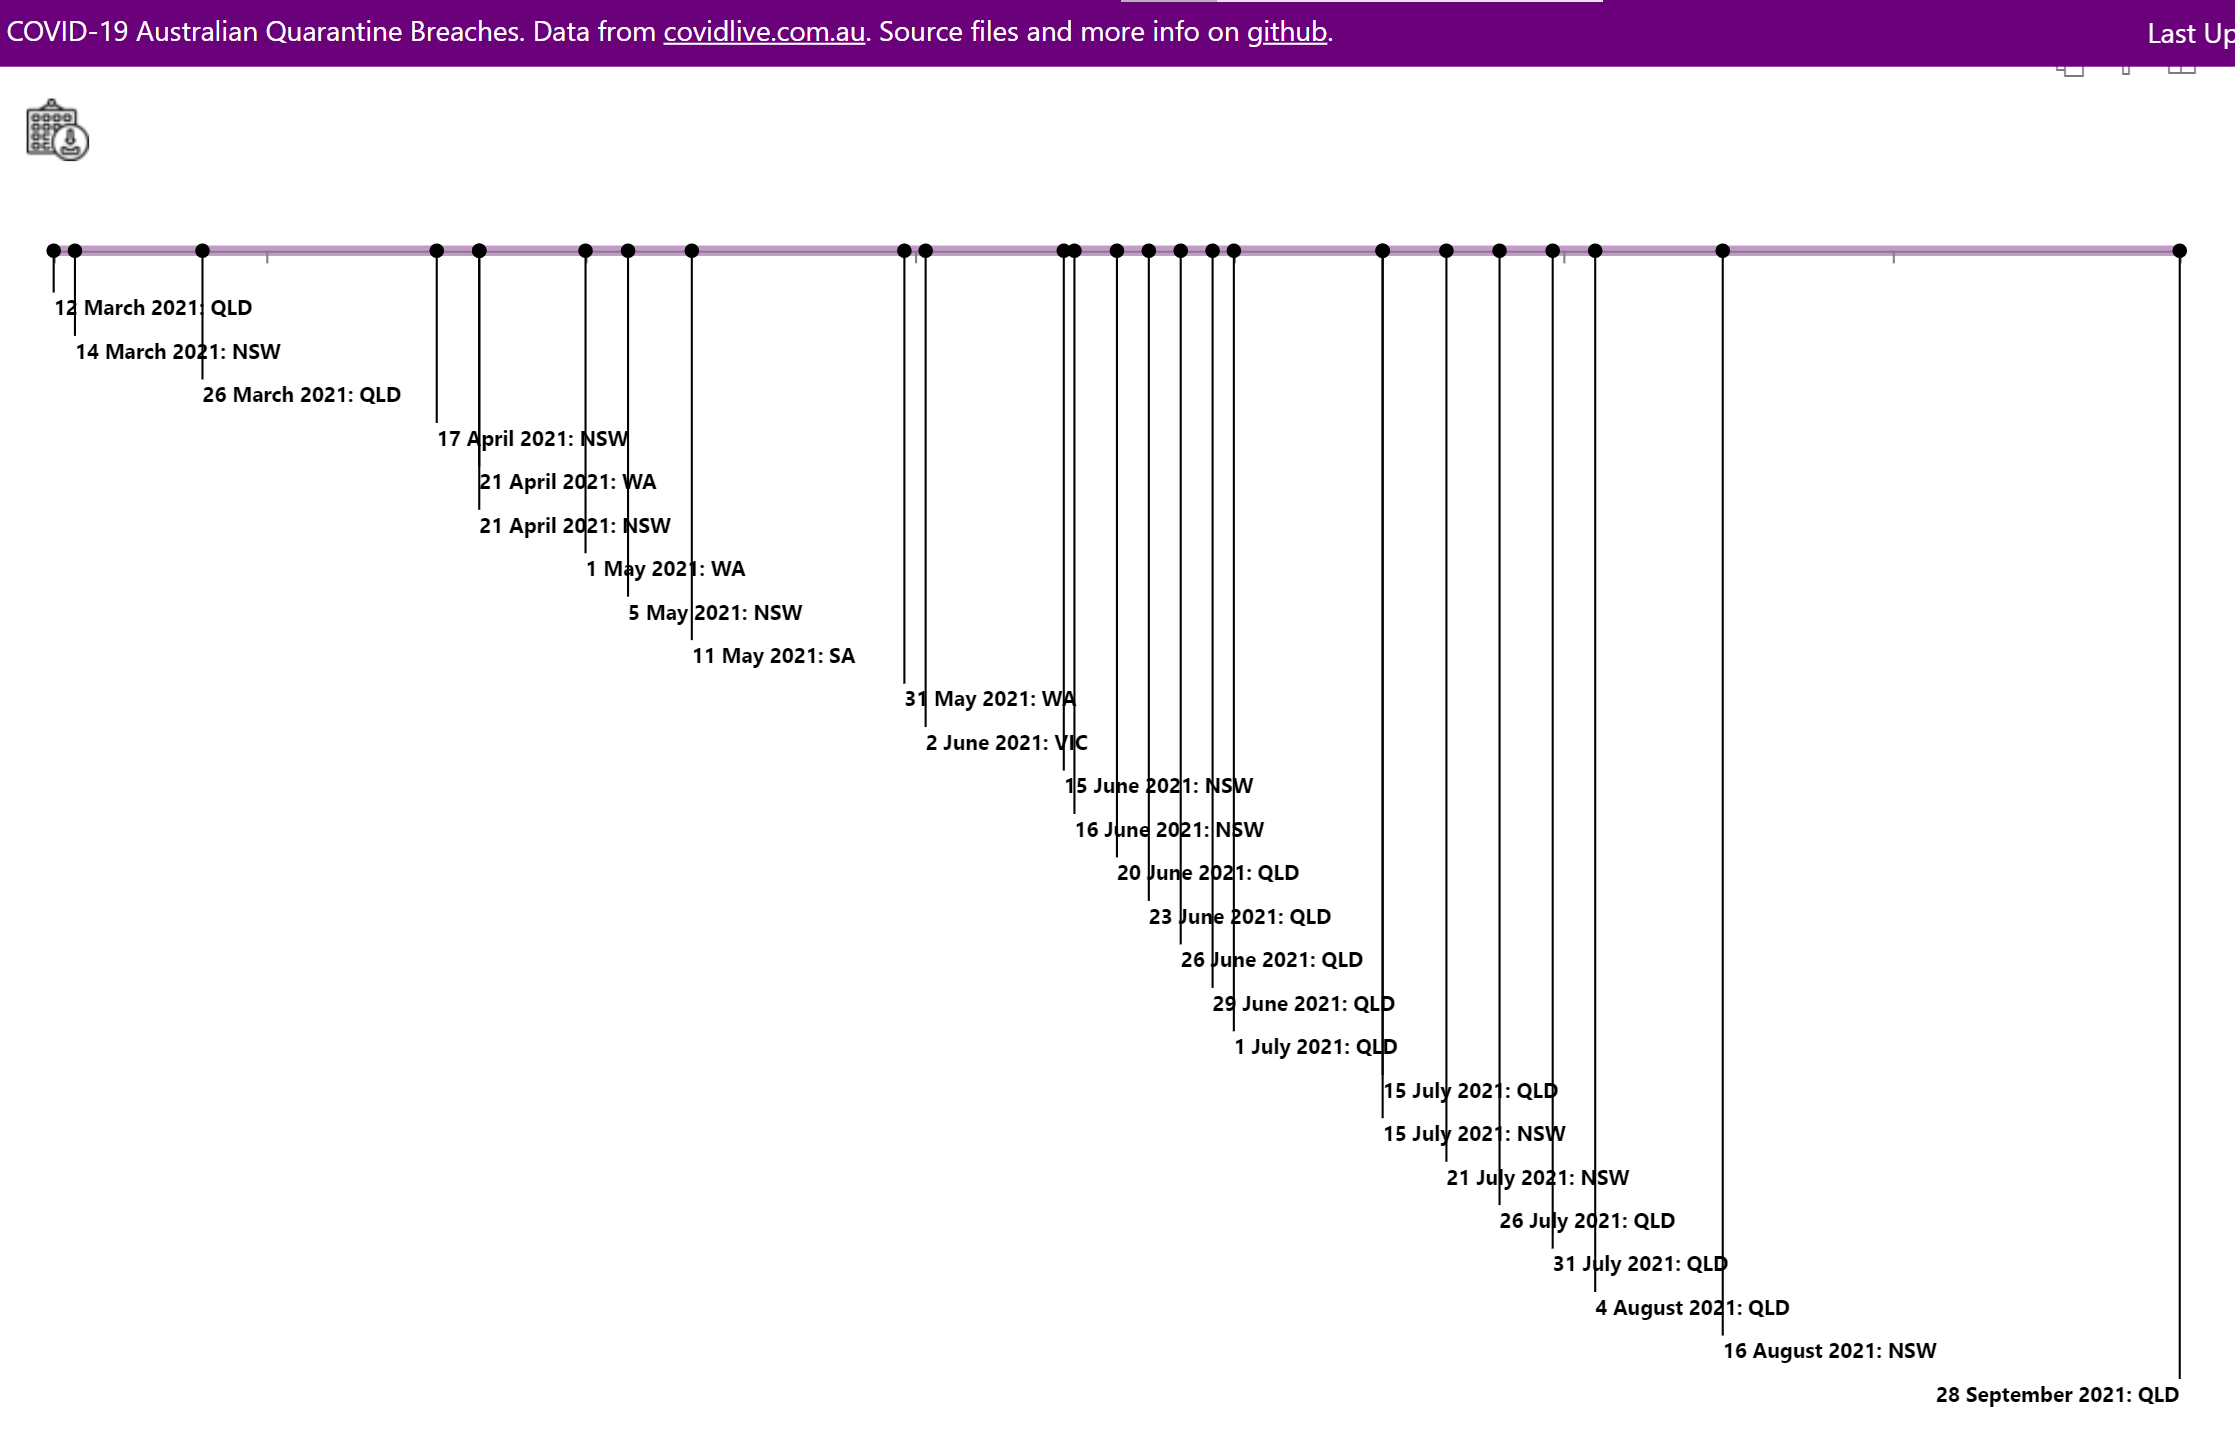 COVID-19 Australian Quarantine Breaches. Data from covidlive.com.au. Source files and more info on github.
Last
12 March 2021: QLD
14 March 2021: NSW
26 March 2021: QLD
17 April 2021: NSW
21 April 2021: WA
21 April 2021: NSW
1 May 2021: WA
5 May 2021: NSW
11 May 2021: SA
31 May 2021: WA
2 June 2021: VIC
15 June 2021: NSW
16 June 2021: NSW
20 June 2021: QLD
23 June 2021: QLD
26 June 2021: QLD
29 June 2021: QLD
1 July 2021: QLD
15 July 2021: QLD
15 July 2021: NSW
21 July 2021: NSW
26 July 2021: QLD
31 July 2021: QLD
4 August 2021: QLD
16 August 2021: NSW
28 September 2021: QLD